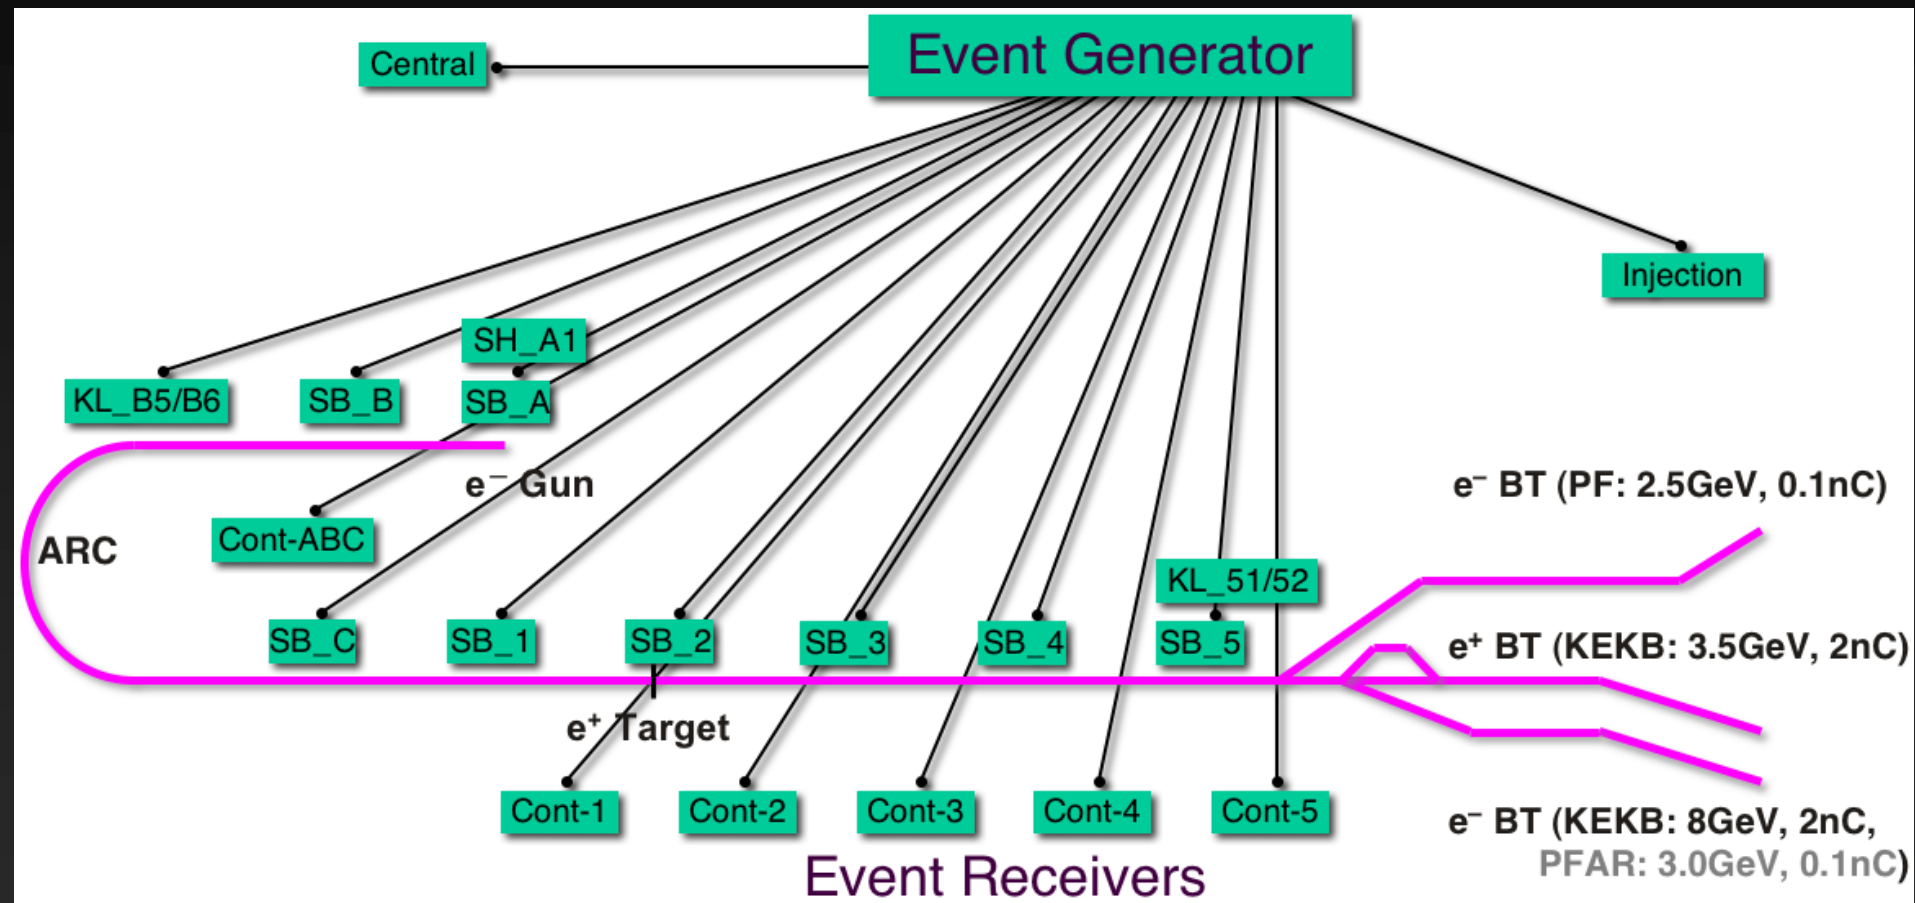 Event Generator
Central
Injection
SH_A1
KL_B5/B6
SB_B
SB_A
e⁻ Gun
e⁻ BT (PF: 2.5GeV, 0.1nC)
ARC
Cont-ABC
KL_51/52
SB_C
SB_1
SB_2
SB_3
SB_4
SB_5
e⁺ BT (KEKB: 3.5GeV, 2nC)
e⁺ Target
Cont-1
Cont-2
Cont-3
Cont-4
Cont-5
e⁻ BT (KEKB: 8GeV, 2nC,
PFAR: 3.0GeV, 0.1nC)
Event Receivers